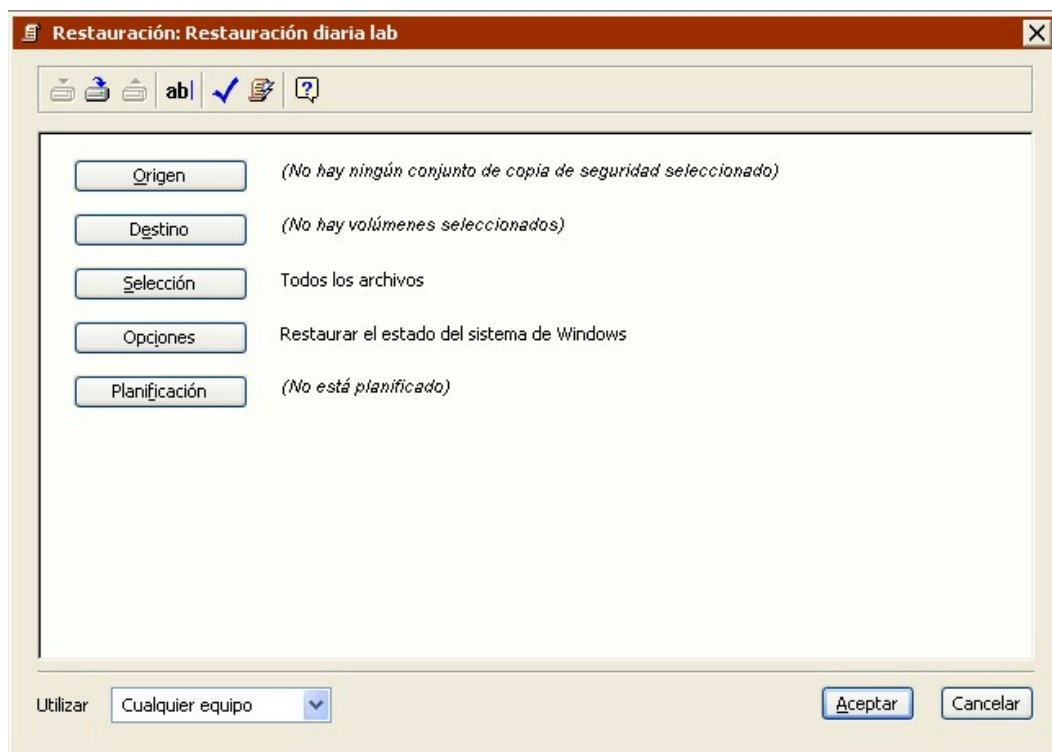 Restauración: Restauración diaria lab
ab|
Origen (No hay ningún conjunto de copia de seguridad seleccionado)
Destino (No hay volúmenes seleccionados)
Selección Todos los archivos
Opciones Restaurar el estado del sistema de Windows
Planificación (No está planificado)
Utilizar Cualquier equipo Aceptar Cancelar